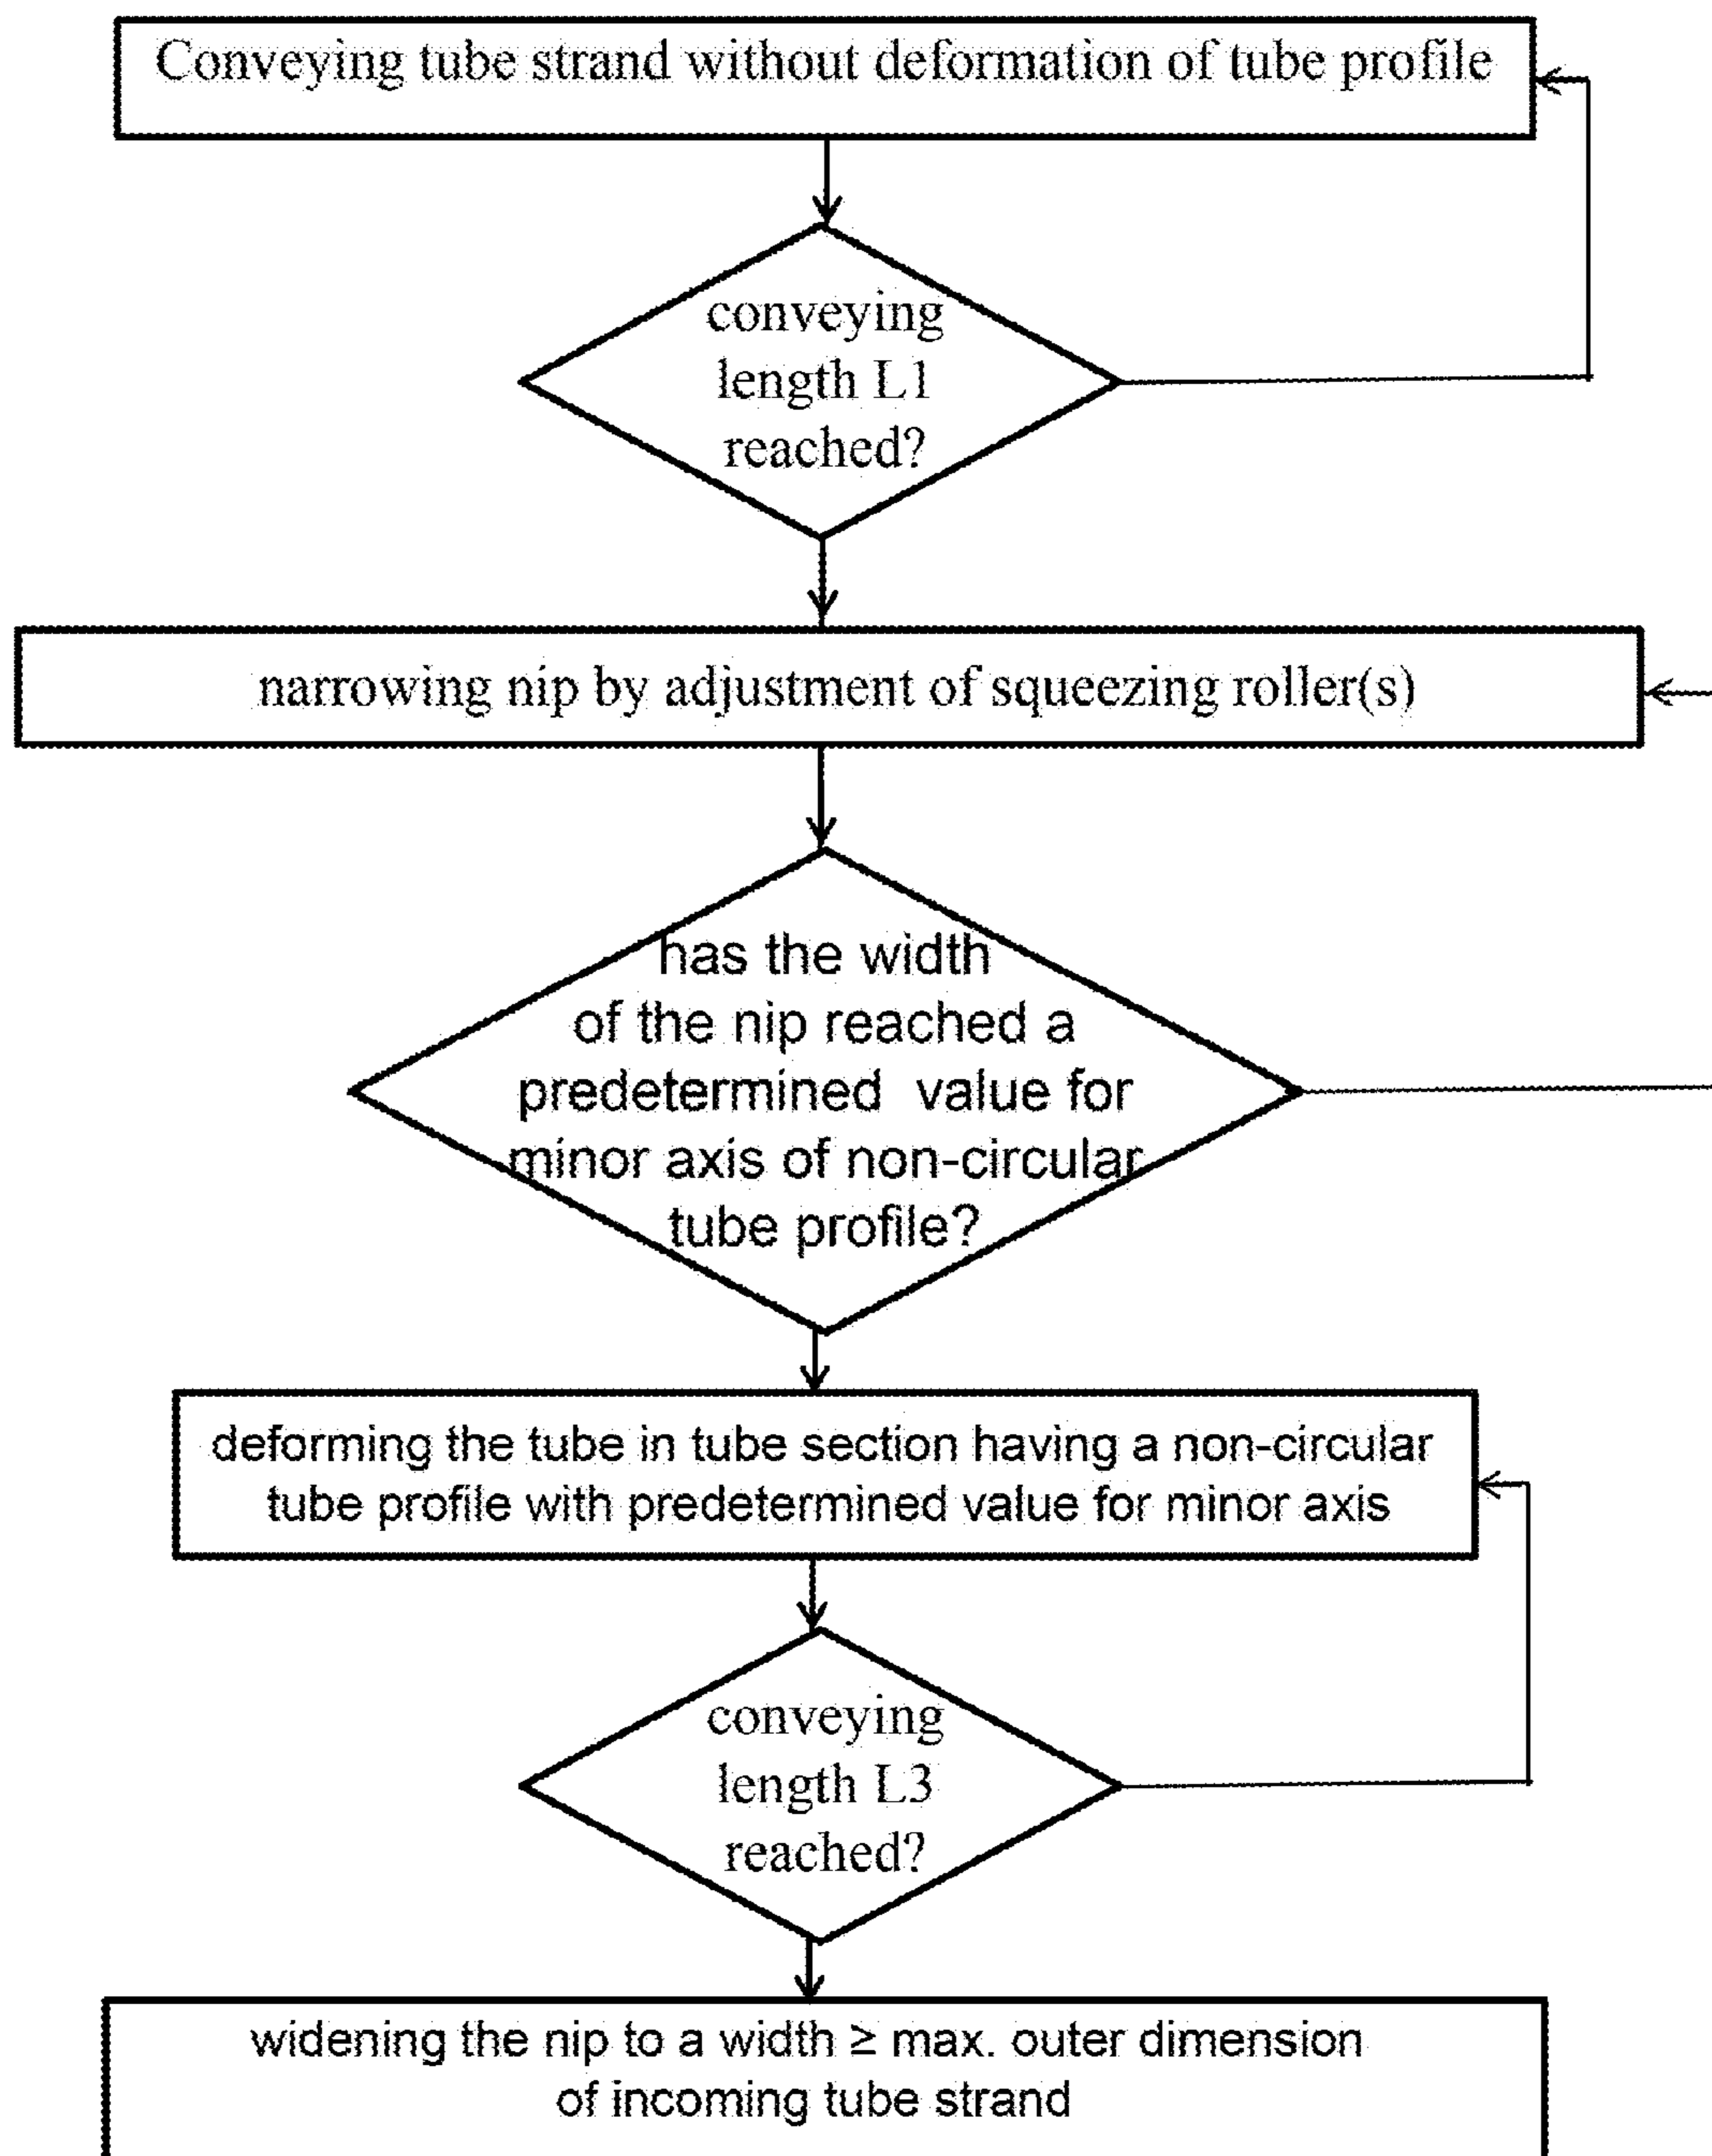 Conveying tube strand without deformation of tube profile
conveying
length L1
reached?
narrowing nip by adjustment of squeezing roller(s)
has the width
of the nip reached a
predetermined value for
minor axis of non-circular
tube profile?
deforming the tube in tube section having a non-circular
tube profile with predetermined value for minor axis
conveying
length L3
reached?
widening the nip to a width ≥ max. outer dimension
of incoming tube strand